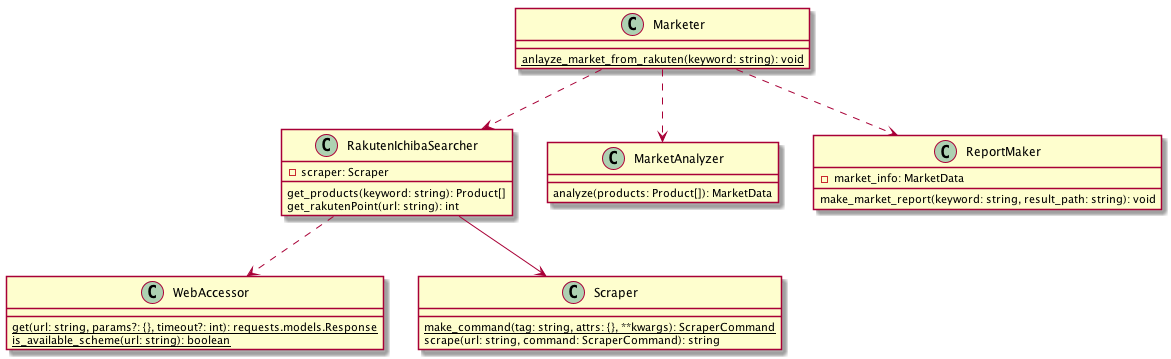 C Marketer
anlayze_market_from_rakuten(keyword: string): void
C RakutenIchibaSearcher
scraper: Scraper
get_products(keyword: string): Product[]
get_rakutenPoint(url: string): int
C MarketAnalyzer
analyze(products: Product[]): MarketData
C ReportMaker
market_info: MarketData
make_market_report(keyword: string, result_path: string): void
C WebAccessor
get(url: string, params?: {}, timeout?: int): requests.models.Response
is_available_scheme(url: string): boolean
C Scraper
make_command(tag: string, attrs: {}, **kwargs): ScraperCommand
scrape(url: string, command: ScraperCommand): string